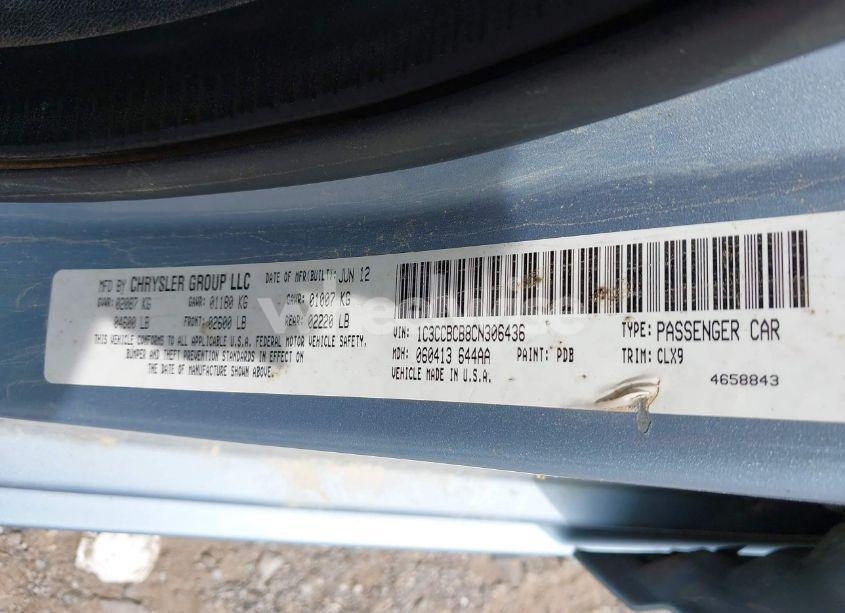 MFD BY CHRYSLER GROUP LLC DATE OF MFR(BUILT): JUN 12
GVWR: 02087 KG GAWR: 01180 KG GAWR: 01007 KG
04600 LB FRONT: 02600 LB REAR: 02220 LB
THIS VEHICLE CONFORMS TO ALL APPLICABLE U.S.A. FEDERAL MOTOR VEHICLE SAFETY,
BUMPER AND THEFT PREVENTION STANDARDS IN EFFECT ON
THE DATE OF MANUFACTURE SHOWN ABOVE.
VIN: 1C3CCBCB8CN306436 TYPE: PASSENGER CAR
MDH: 060413 644AA PAINT: PDB TRIM: CLX9
VEHICLE MADE IN U.S.A. 4658843